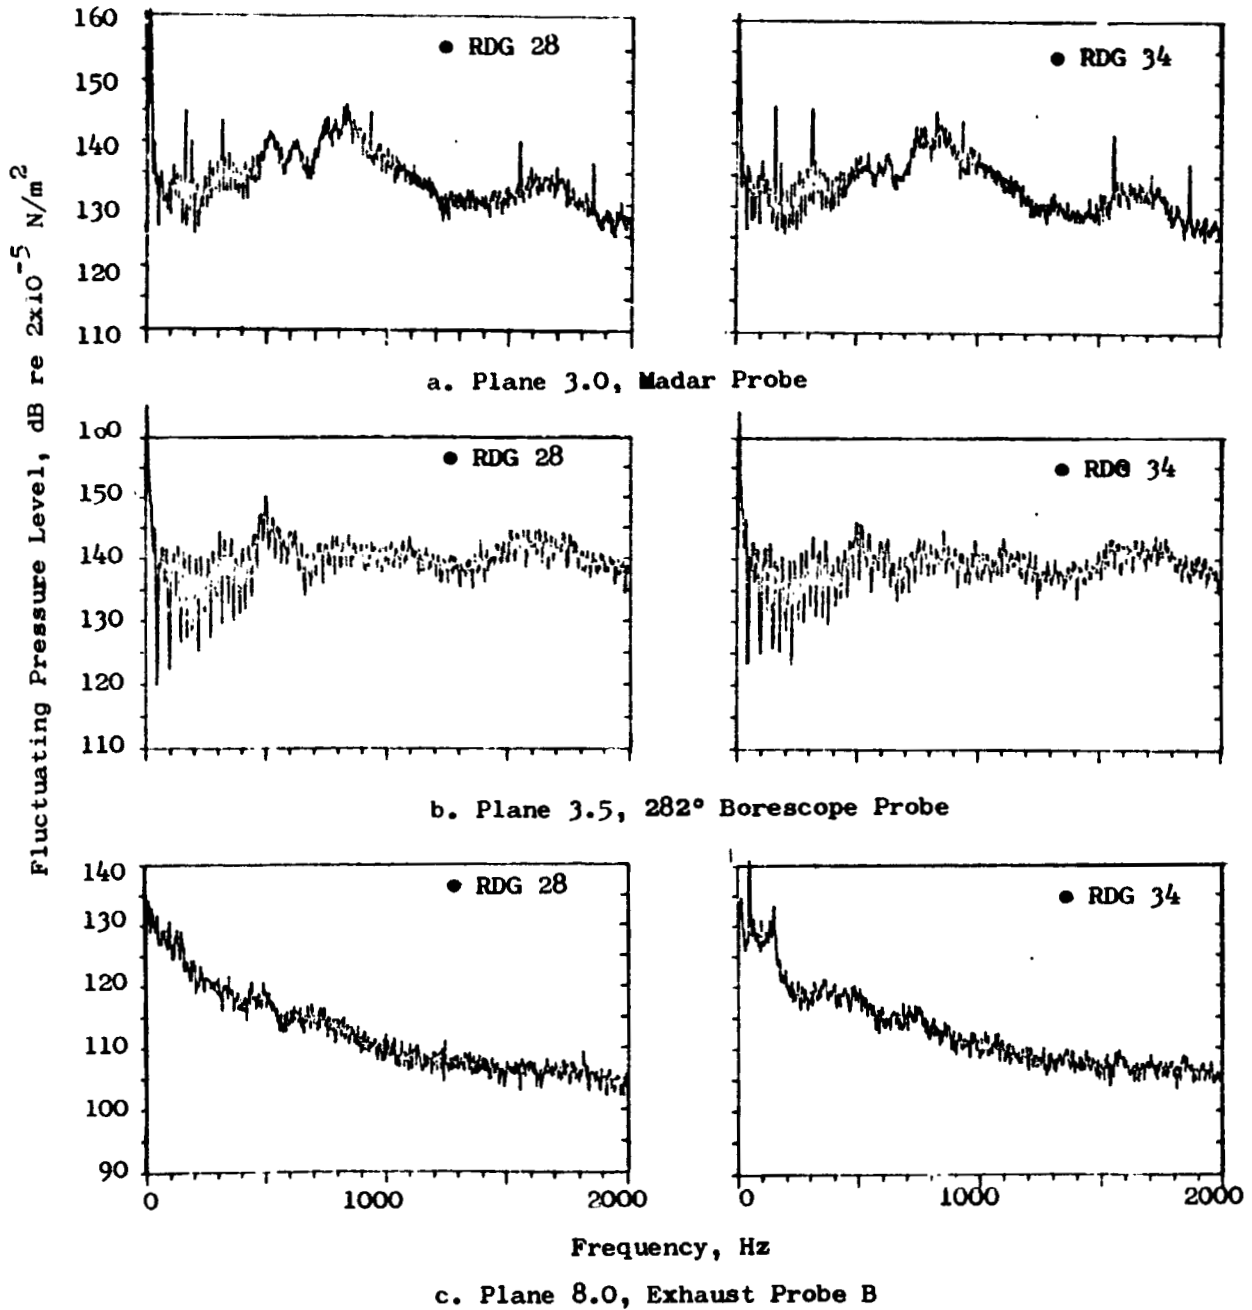 Fluctuating Pressure Level, dB re 2x10⁻⁵ N/m²
160
150
140
130
120
110
● RDG 28
● RDG 34
a. Plane 3.0, Madar Probe
160
150
140
130
120
110
● RDG 28
● RDG 34
b. Plane 3.5, 282° Borescope Probe
140
130
120
110
100
90
● RDG 28
● RDG 34
0 1000 2000 0 1000 2000
Frequency, Hz
c. Plane 8.0, Exhaust Probe B